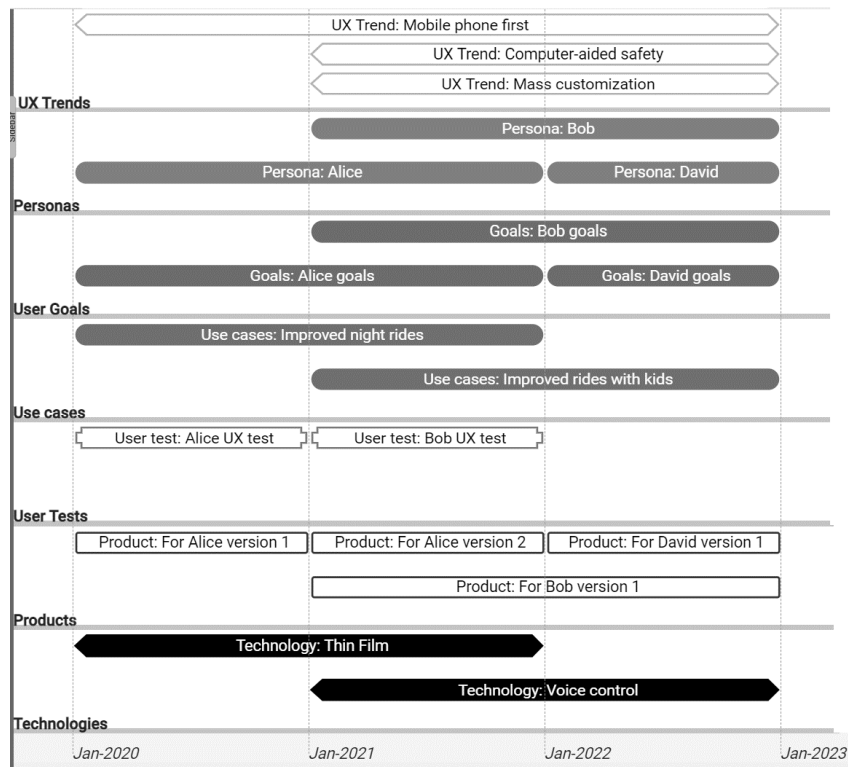 UX Trend: Mobile phone first
UX Trend: Computer-aided safety
UX Trend: Mass customization
UX Trends
Sidebar
Persona: Bob
Persona: Alice
Persona: David
Personas
Goals: Bob goals
Goals: Alice goals
Goals: David goals
User Goals
Use cases: Improved night rides
Use cases: Improved rides with kids
Use cases
User test: Alice UX test
User test: Bob UX test
User Tests
Product: For Alice version 1
Product: For Alice version 2
Product: For David version 1
Product: For Bob version 1
Products
Technology: Thin Film
Technology: Voice control
Technologies
Jan-2020
Jan-2021
Jan-2022
Jan-2023